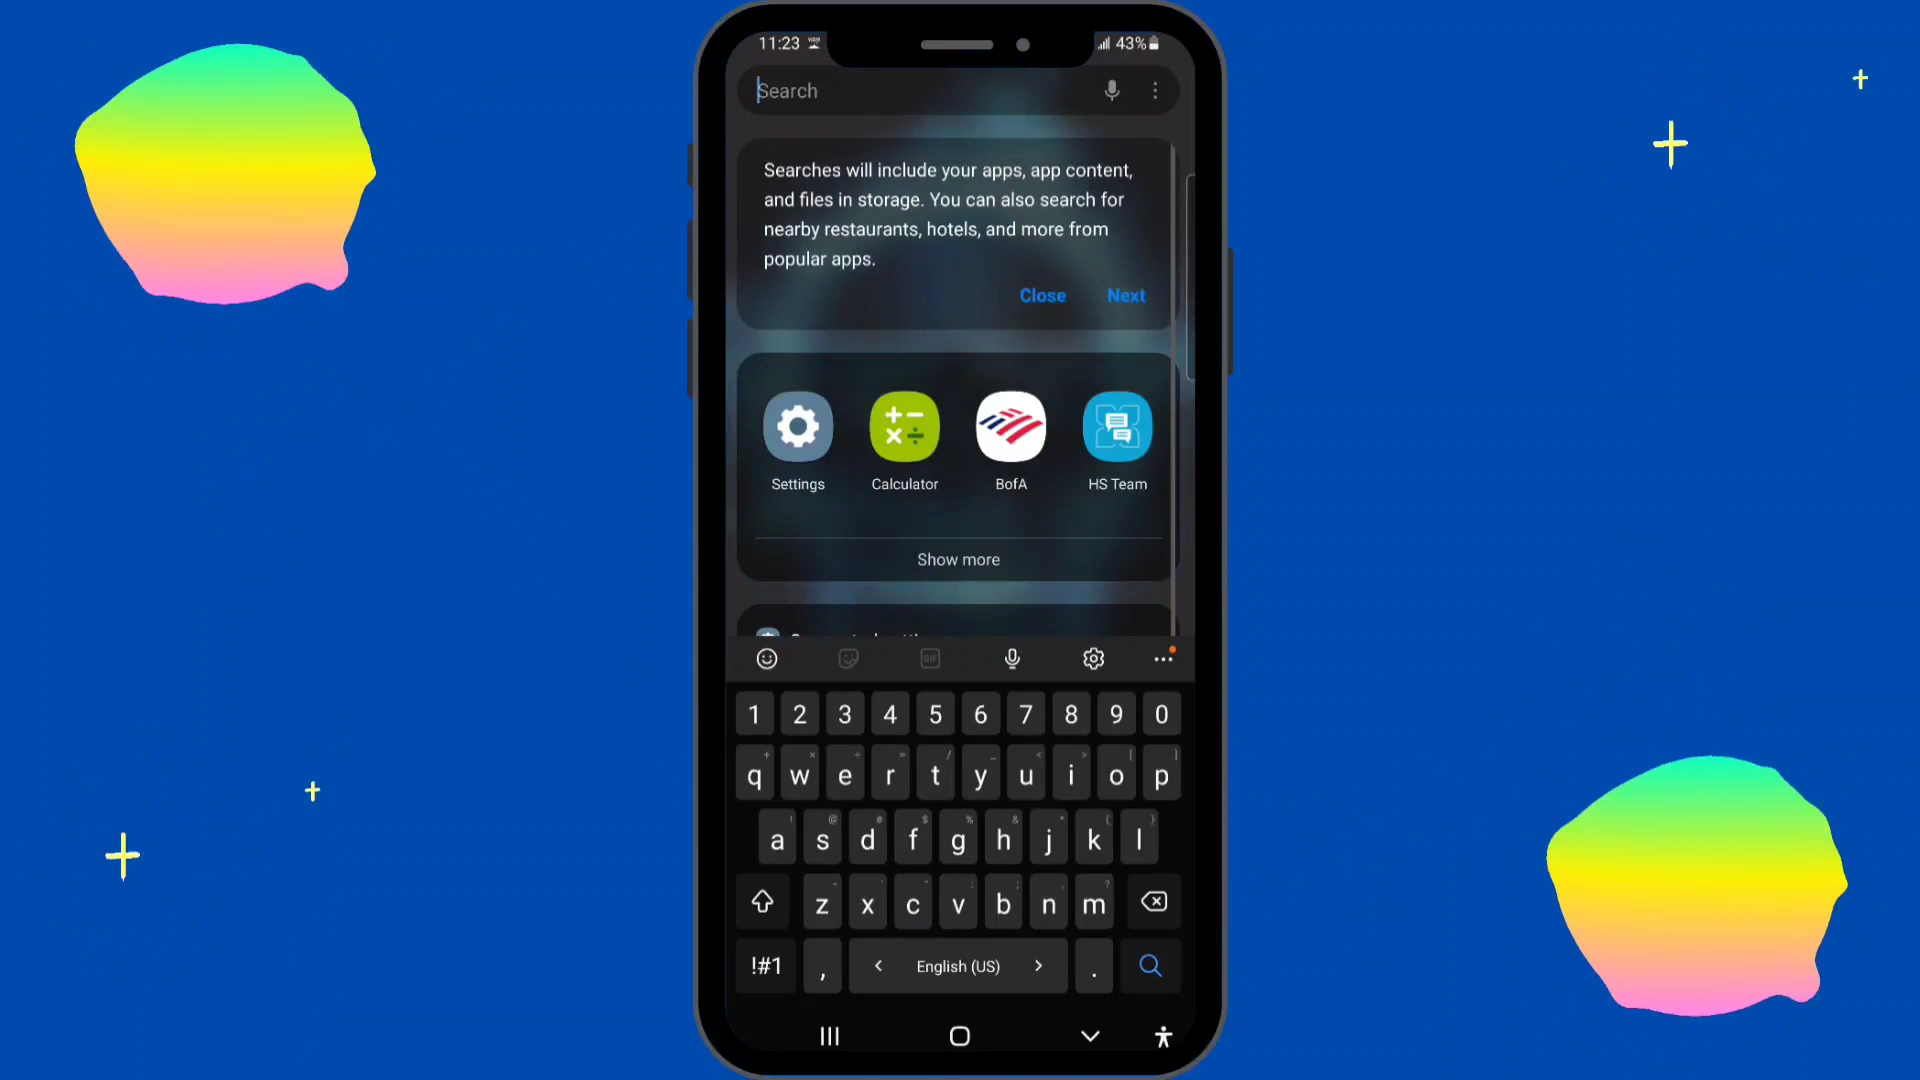 11:23
43%
Search
Searches will include your apps, app content,
and files in storage. You can also search for
nearby restaurants, hotels, and more from
popular apps.
Close Next
Settings Calculator BofA HS Team
Show more
GIF
1 2 3 4 5 6 7 8 9 0
q w e r t y u i o p
a s d f g h j k l
z x c v b n m
!#1 , < English (US) > .